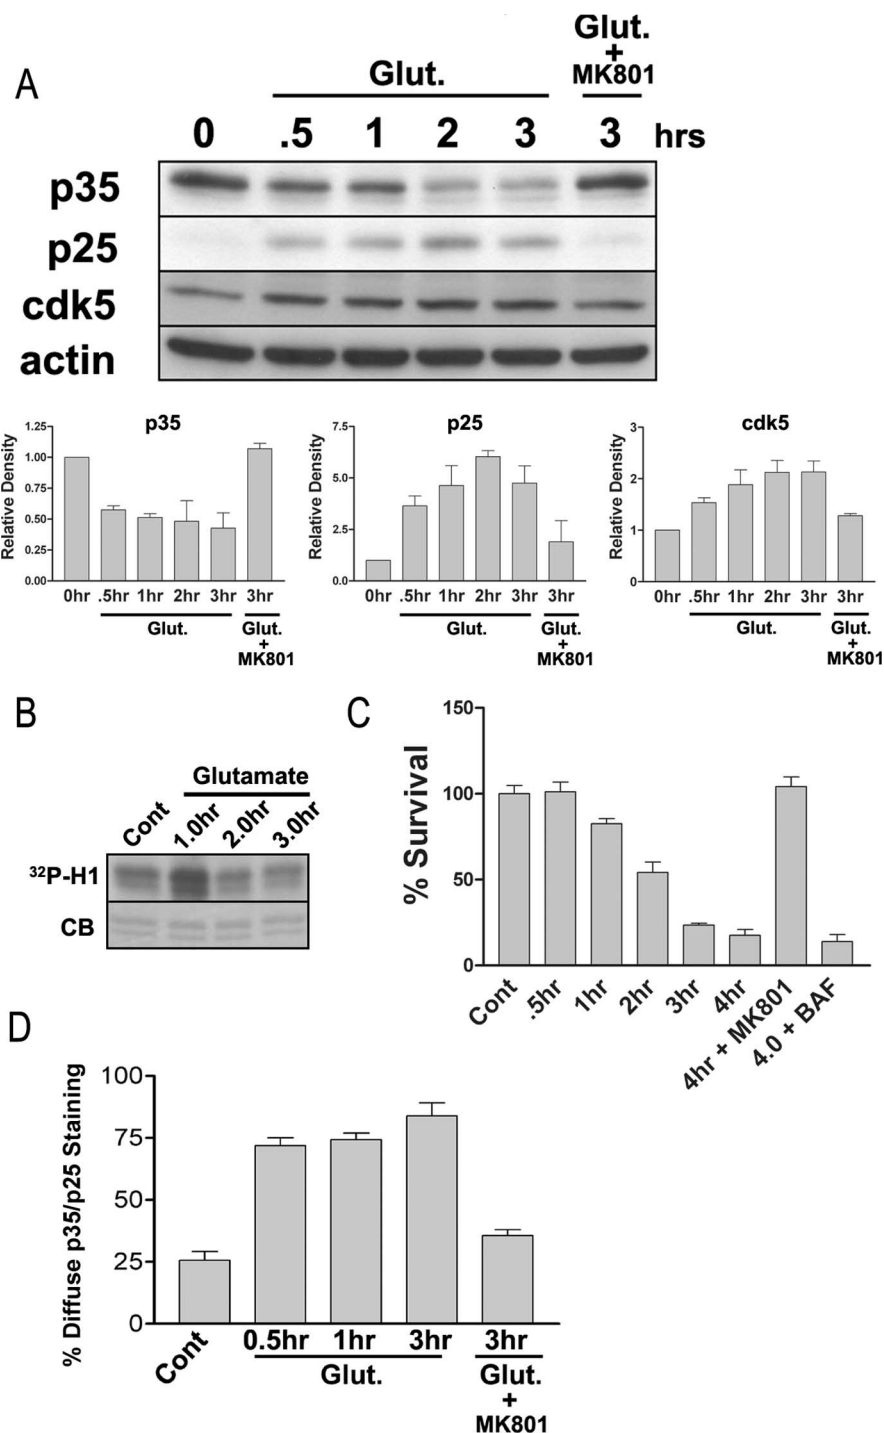 A
Glut.
Glut.
+
MK801
0 .5 1 2 3 3 hrs
p35
p25
cdk5
actin
p35
Relative Density
1.25
1.00
0.75
0.50
0.25
0.00
0hr .5hr 1hr 2hr 3hr 3hr
Glut. Glut.
+
MK801
p25
Relative Density
7.5
5.0
2.5
0.0
0hr .5hr 1hr 2hr 3hr 3hr
Glut. Glut.
+
MK801
cdk5
Relative Density
3
2
1
0
0hr .5hr 1hr 2hr 3hr 3hr
Glut. Glut.
+
MK801
B
Glutamate
Cont 1.0hr 2.0hr 3.0hr
32P-H1
CB
C
% Survival
150
100
50
0
Cont .5hr 1hr 2hr 3hr 4hr 4hr + MK801 4.0 + BAF
D
% Diffuse p35/p25 Staining
100
75
50
25
0
Cont 0.5hr 1hr 3hr 3hr
Glut. Glut.
+
MK801